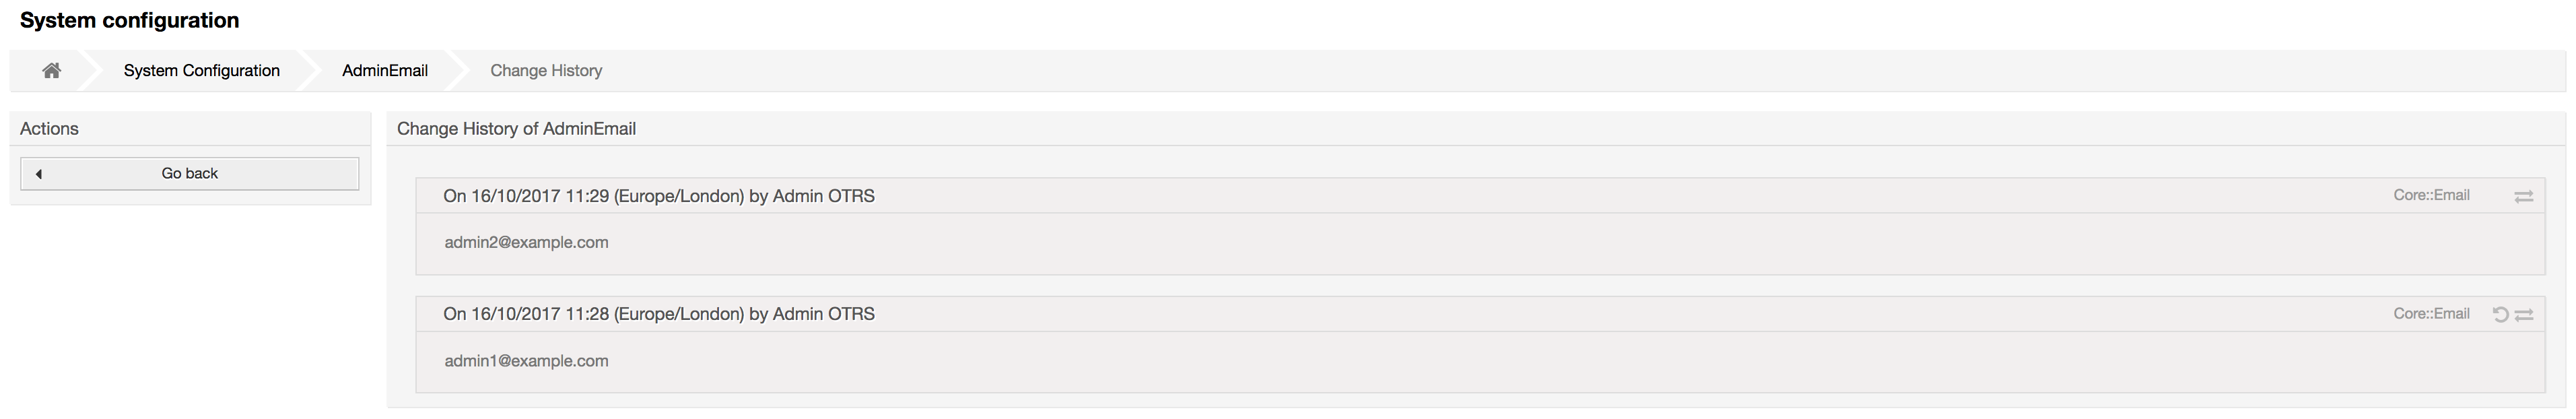 System configuration
System Configuration AdminEmail Change History
Actions
Go back
Change History of AdminEmail
On 16/10/2017 11:29 (Europe/London) by Admin OTRS Core::Email
admin2@example.com
On 16/10/2017 11:28 (Europe/London) by Admin OTRS Core::Email
admin1@example.com